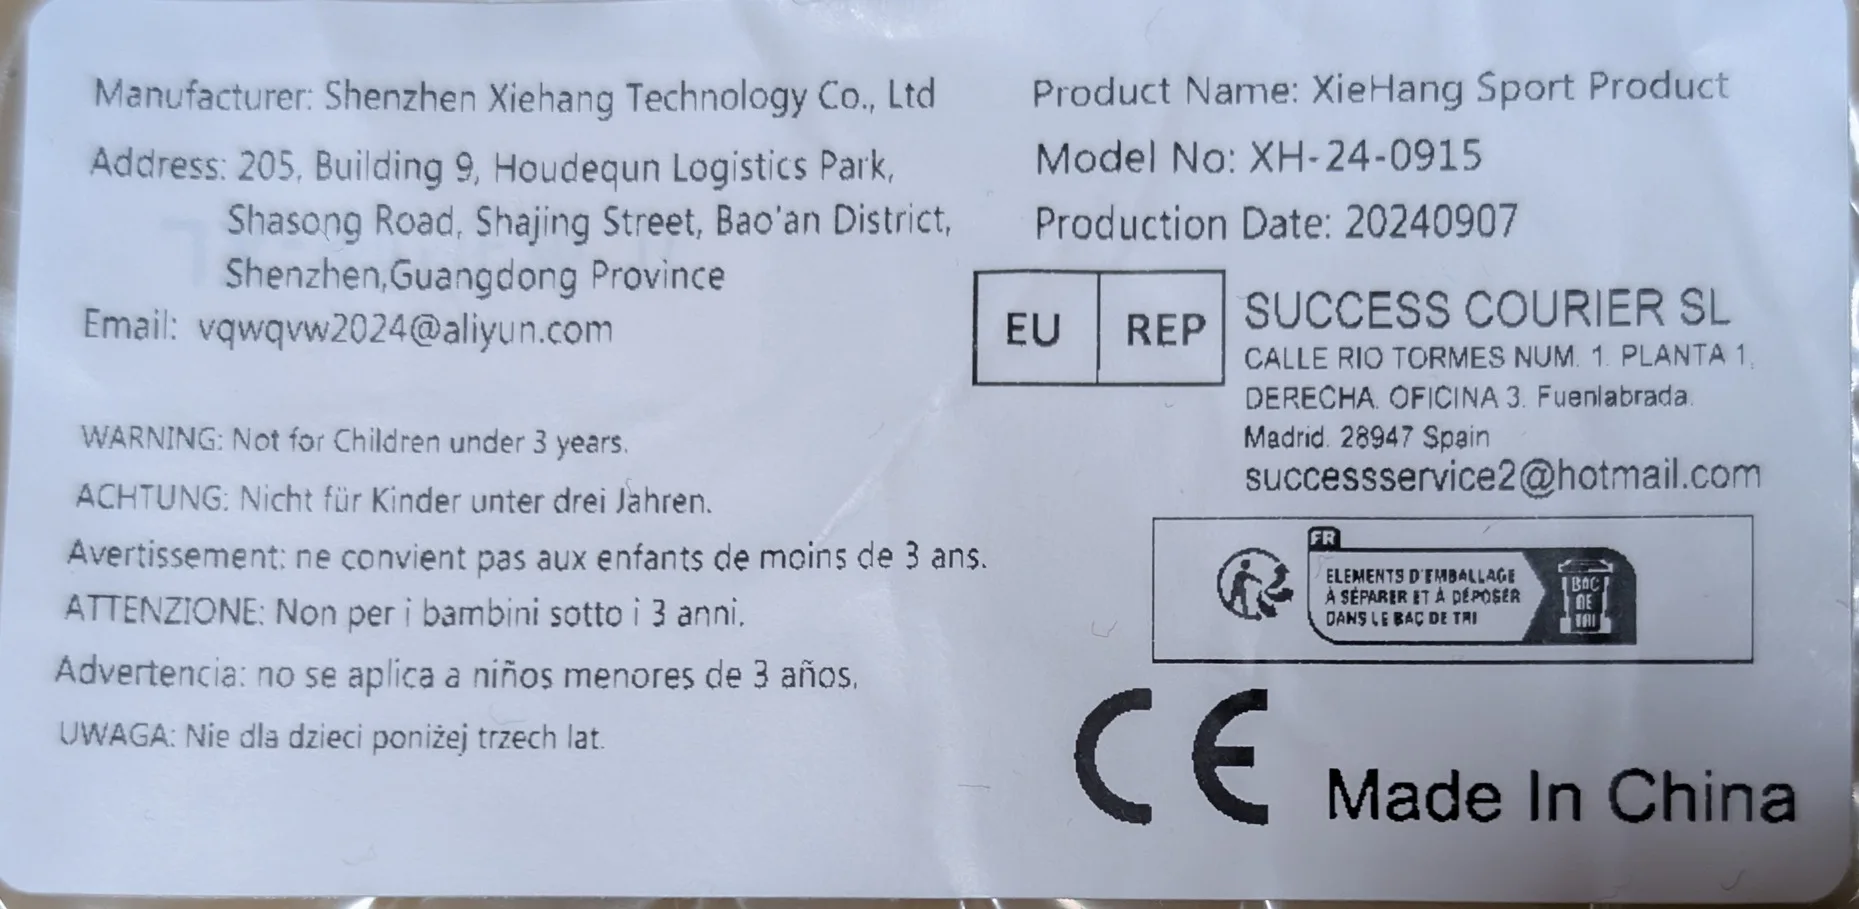 Manufacturer: Shenzhen Xiehang Technology Co., Ltd
Address: 205, Building 9, Houdequn Logistics Park,
Shasong Road, Shajing Street, Bao'an District,
Shenzhen,Guangdong Province
Email: vqwqvw2024@aliyun.com
WARNING: Not for Children under 3 years.
ACHTUNG: Nicht für Kinder unter drei Jahren.
Avertissement: ne convient pas aux enfants de moins de 3 ans.
ATTENZIONE: Non per i bambini sotto i 3 anni.
Advertencia: no se aplica a niños menores de 3 años,
UWAGA: Nie dla dzieci poniżej trzech lat.
Product Name: XieHang Sport Product
Model No: XH-24-0915
Production Date: 20240907
EU REP
SUCCESS COURIER SL
CALLE RIO TORMES NUM. 1. PLANTA 1,
DERECHA. OFICINA 3. Fuenlabrada.
Madrid. 28947 Spain
successservice2@hotmail.com
FR
ELEMENTS D'EMBALLAGE
À SÉPARER ET À DÉPOSER
DANS LE BAC DE TRI
BAC
DE
TRI
CE
Made In China